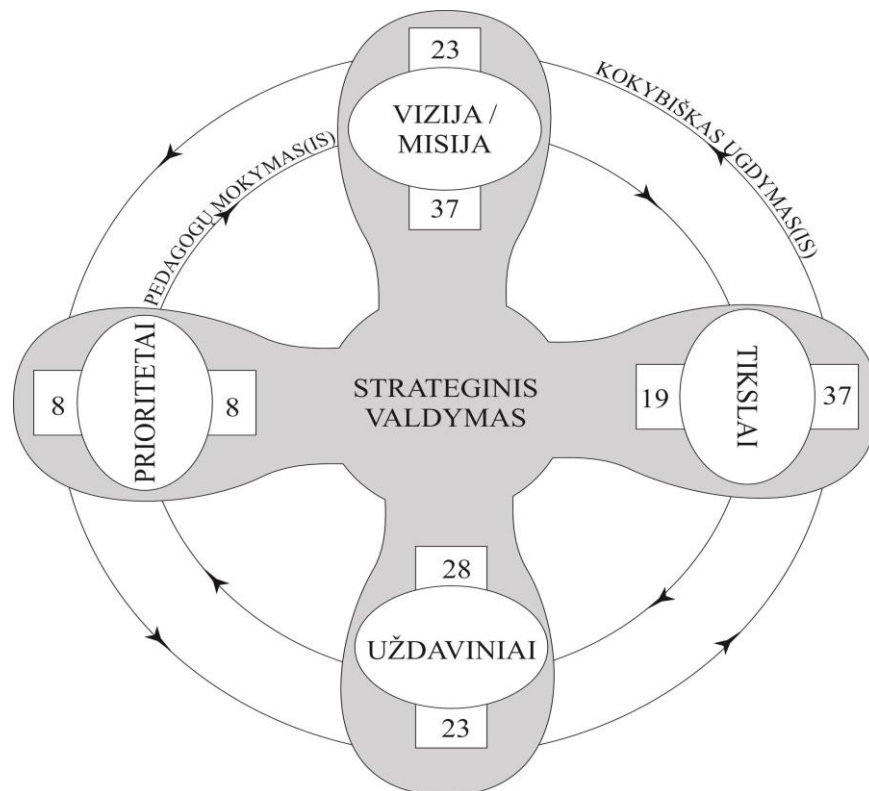 23
KOKYBIŠKAS UGDYMAS(IS)
VIZIJA /
MISIJA
PEDAGOGŲ MOKYMAS(IS)
37
PRIORITETAI
8
8
STRATEGINIS
VALDYMAS
19
TIKSLAI
37
28
UŽDAVINIAI
23